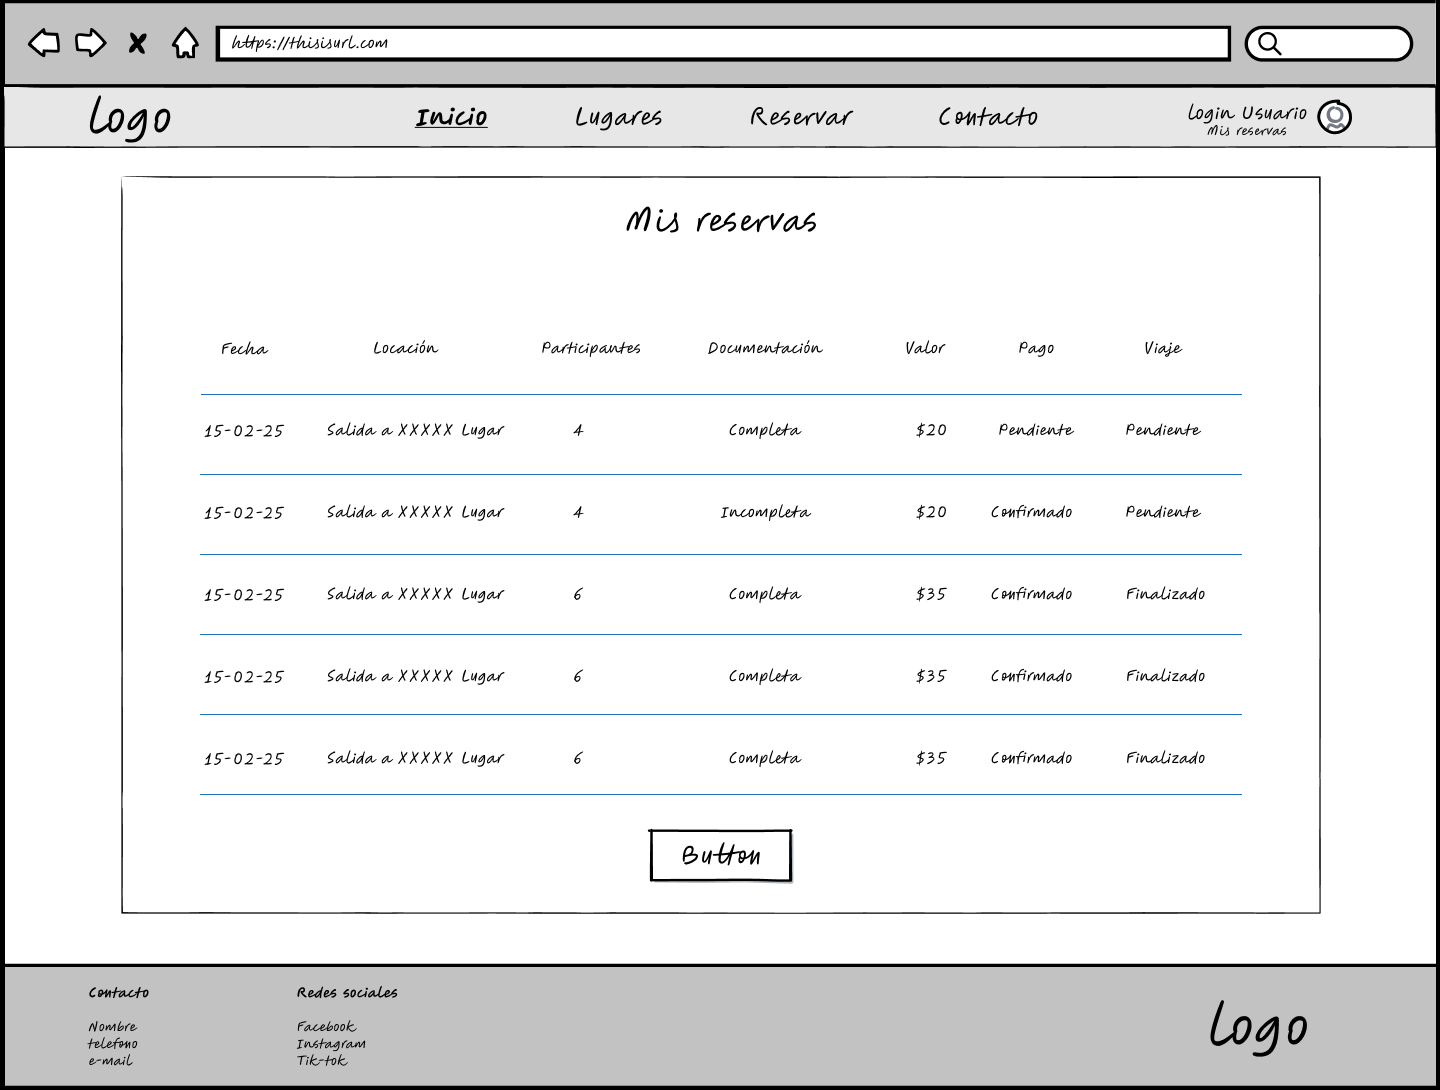 https://thisisurl.com
Logo Inicio Lugares Reservar Contacto login Usuario
Mis reservas
Mis reservas
Fecha Locación Participantes Documentación Valor Pago Viaje
15-02-25 Salida a XXXXX Lugar 4 Completa $20 Pendiente Pendiente
15-02-25 Salida a XXXXX Lugar 4 Incompleta $20 Confirmado Pendiente
15-02-25 Salida a XXXXX Lugar 6 Completa $35 Confirmado Finalizado
15-02-25 Salida a XXXXX Lugar 6 Completa $35 Confirmado Finalizado
15-02-25 Salida a XXXXX Lugar 6 Completa $35 Confirmado Finalizado
Button
Contacto
Nombre
telefono
e-mail
Redes sociales
Facebook
Instagram
Tik-tok
Logo